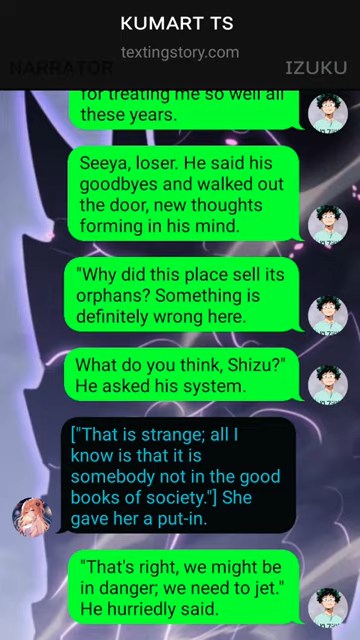 KUMART TS
textingstory.com
NARRATOR
IZUKU
for treating me so well all
these years.
Seeya, loser. He said his
goodbyes and walked out
the door, new thoughts
forming in his mind.
"Why did this place sell its
orphans? Something is
definitely wrong here.
What do you think, Shizu?"
He asked his system.
["That is strange; all I
know is that it is
somebody not in the good
books of society."] She
gave her a put-in.
"That's right, we might be
in danger; we need to jet."
He hurriedly said.